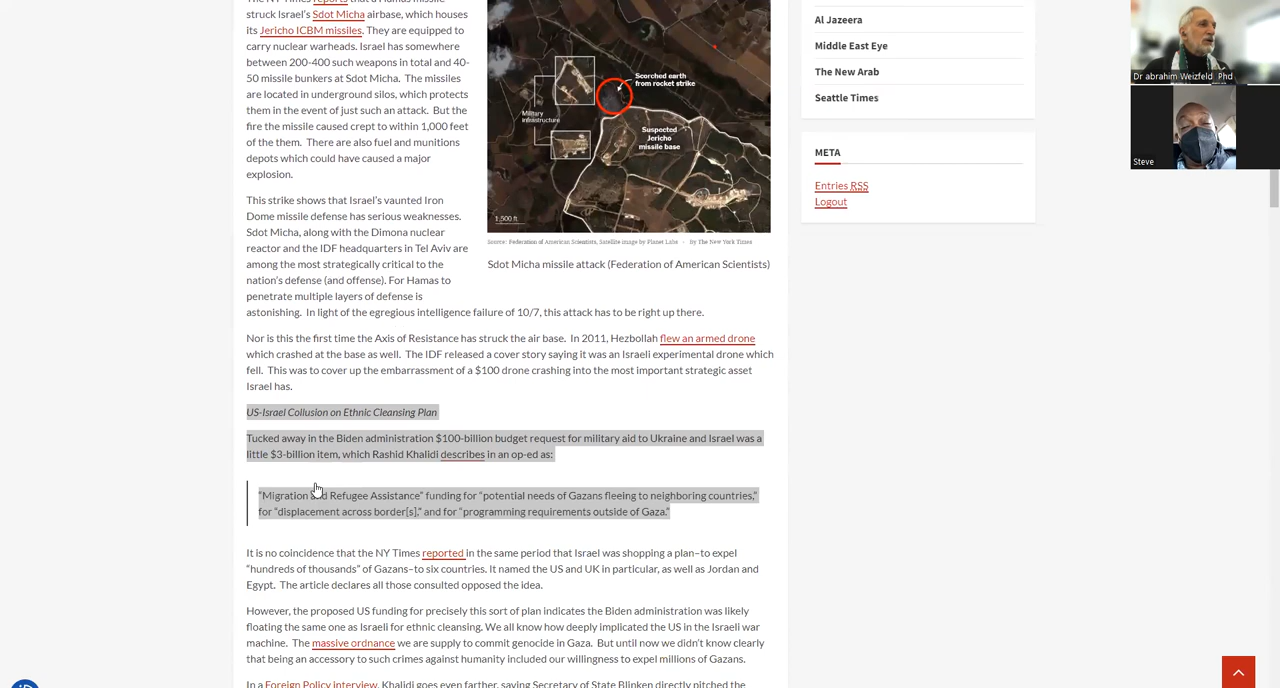 The NY Times reports that a Hamas missile
struck Israel's Sdot Micha airbase, which houses
its Jericho ICBM missiles. They are equipped to
carry nuclear warheads. Israel has somewhere
between 200-400 such weapons in total and 40-
50 missile bunkers at Sdot Micha. The missiles
are located in underground silos, which protects
them in the event of just such an attack. But the
fire the missile caused crept to within 1,000 feet
of the them. There are also fuel and munitions
depots which could have caused a major
explosion.
This strike shows that Israel's vaunted Iron
Dome missile defense has serious weaknesses.
Sdot Micha, along with the Dimona nuclear
reactor and the IDF headquarters in Tel Aviv are
among the most strategically critical to the
nation's defense (and offense). For Hamas to
penetrate multiple layers of defense is
astonishing. In light of the egregious intelligence failure of 10/7, this attack has to be right up there.
Scorched earth
from rocket strike
Military
infrastructure
Suspected
Jericho
missile base
1,500 ft.
Source: Federation of American Scientists, Satellite image by Planet Labs • By The New York Times
Sdot Micha missile attack (Federation of American Scientists)
Nor is this the first time the Axis of Resistance has struck the air base. In 2011, Hezbollah flew an armed drone
which crashed at the base as well. The IDF released a cover story saying it was an Israeli experimental drone which
fell. This was to cover up the embarrassment of a $100 drone crashing into the most important strategic asset
Israel has.
US-Israel Collusion on Ethnic Cleansing Plan
Tucked away in the Biden administration $100-billion budget request for military aid to Ukraine and Israel was a
little $3-billion item, which Rashid Khalidi describes in an op-ed as:
“Migration and Refugee Assistance” funding for “potential needs of Gazans fleeing to neighboring countries,”
for “displacement across border[s],” and for “programming requirements outside of Gaza.”
It is no coincidence that the NY Times reported in the same period that Israel was shopping a plan–to expel
“hundreds of thousands” of Gazans–to six countries. It named the US and UK in particular, as well as Jordan and
Egypt. The article declares all those consulted opposed the idea.
However, the proposed US funding for precisely this sort of plan indicates the Biden administration was likely
floating the same one as Israeli for ethnic cleansing. We all know how deeply implicated the US in the Israeli war
machine. The massive ordnance we are supply to commit genocide in Gaza. But until now we didn't know clearly
that being an accessory to such crimes against humanity included our willingness to expel millions of Gazans.
In a Foreign Policy interview, Khalidi goes even farther, saying Secretary of State Blinken directly pitched the
Al Jazeera
Middle East Eye
The New Arab
Seattle Times
META
Entries RSS
Logout
Dr abrahim Weizfeld Phd
Steve